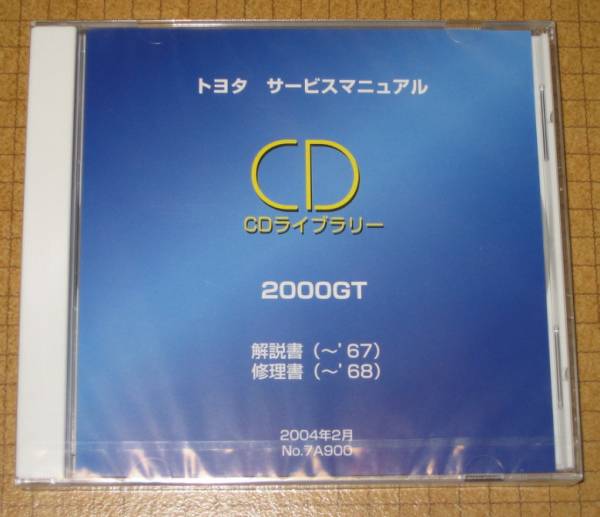 トヨタ　サービスマニュアル
CD
CDライブラリー
2000GT
解説書（～'67）
修理書（～'68）
2004年2月
No.7A900